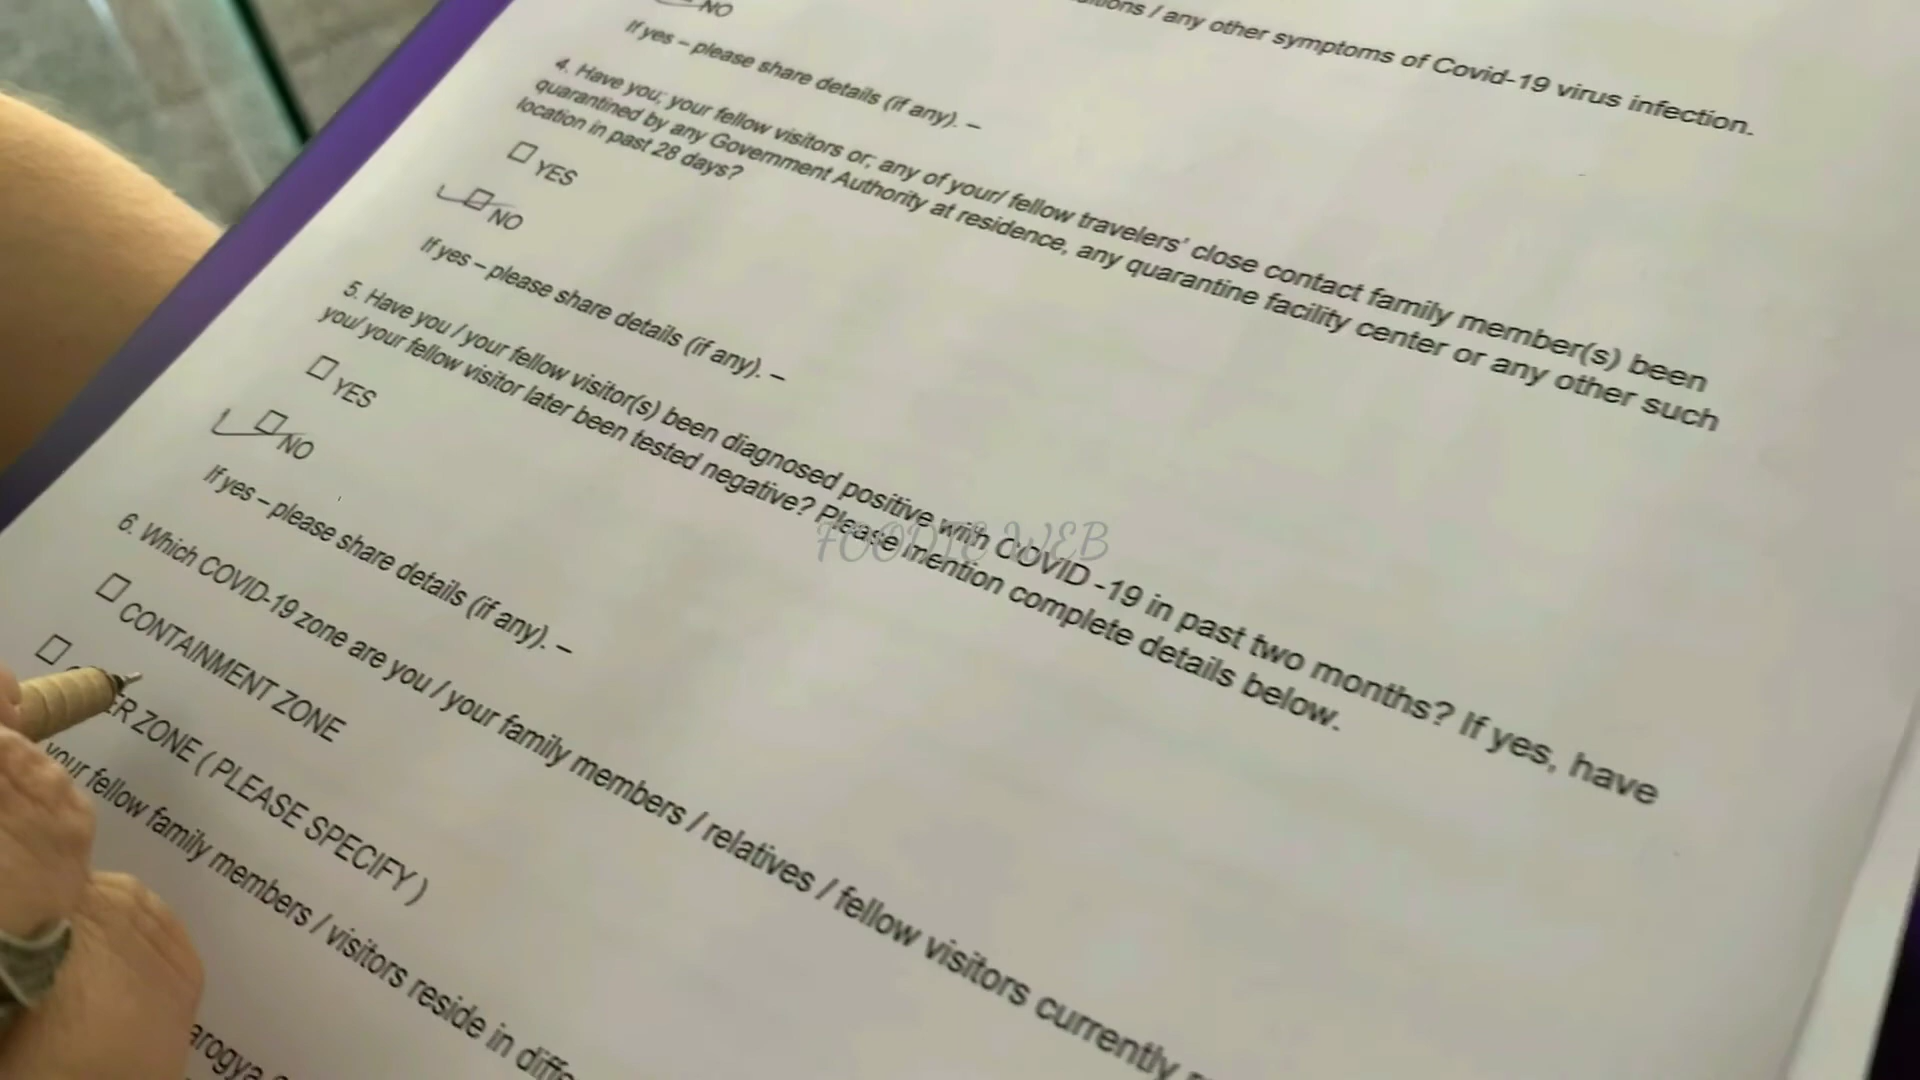 NO
/ any other symptoms of Covid-19 virus infection.
If yes – please share details (if any). –
4. Have you, your fellow visitors or; any of your/ fellow travelers' close contact family member(s) been
quarantined by any Government Authority at residence, any quarantine facility center or any other such
location in past 28 days?
☐ YES
☐ NO
If yes – please share details (if any). –
5. Have you / your fellow visitor(s) been diagnosed positive with COVID -19 in past two months? If yes, have
you/ your fellow visitor later been tested negative? Please mention complete details below.
☐ YES
☐ NO
If yes – please share details (if any). –
6. Which COVID-19 zone are you / your family members / relatives / fellow visitors currently
☐ CONTAINMENT ZONE
☐ ZONE ( PLEASE SPECIFY )
your fellow family members / visitors reside in
FOODIE WEB